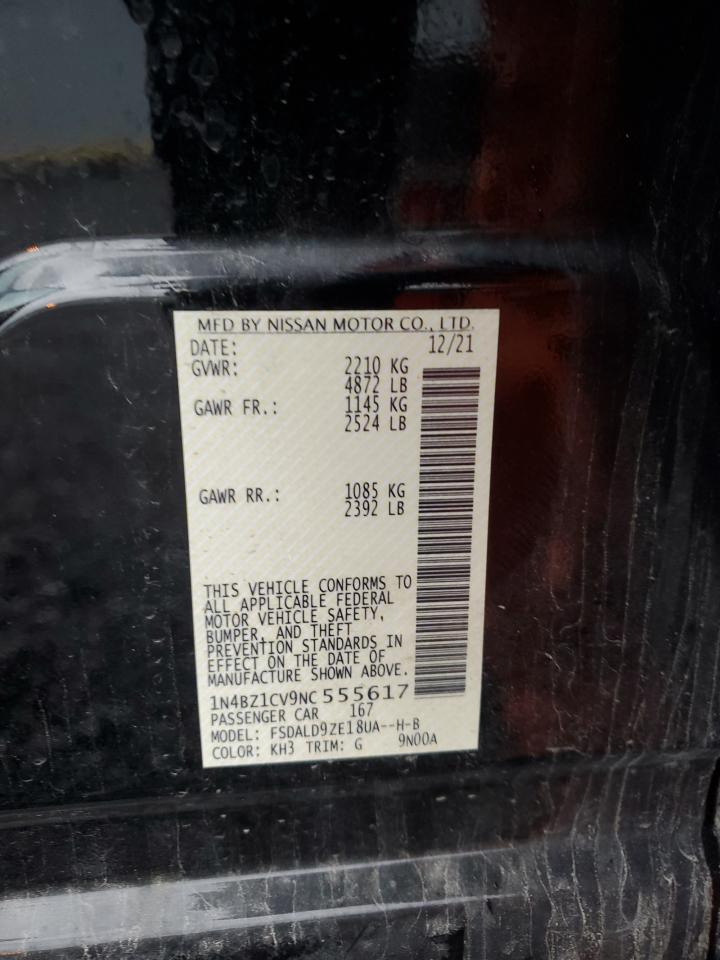 MFD BY NISSAN MOTOR CO., LTD.
DATE: 12/21
GVWR: 2210 KG
4872 LB
GAWR FR.: 1145 KG
2524 LB
GAWR RR.: 1085 KG
2392 LB
THIS VEHICLE CONFORMS TO
ALL APPLICABLE FEDERAL
MOTOR VEHICLE SAFETY,
BUMPER, AND THEFT
PREVENTION STANDARDS IN
EFFECT ON THE DATE OF
MANUFACTURE SHOWN ABOVE.
1N4BZ1CV9NC555617
PASSENGER CAR 167
MODEL: FSDALD9ZE18UA--H-B
COLOR: KH3 TRIM: G 9N00A